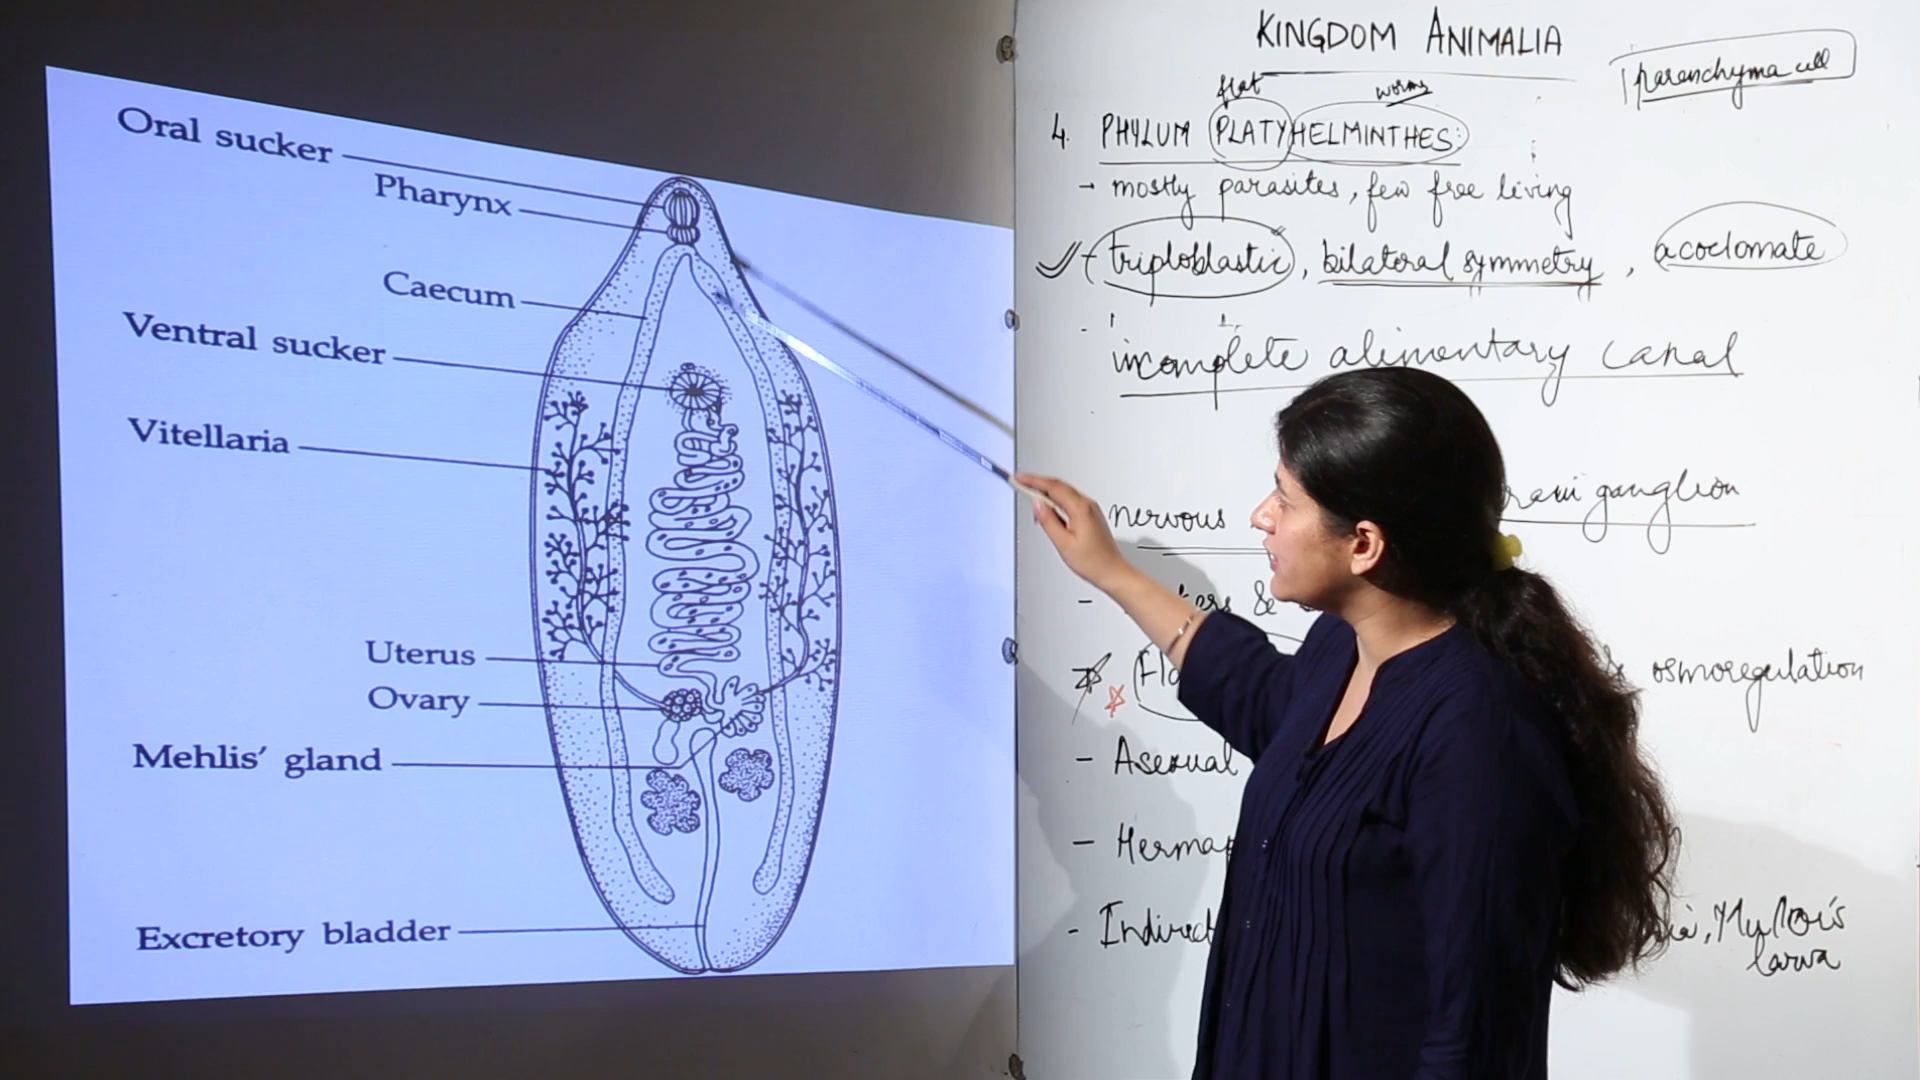 Oral sucker
Pharynx
Caecum
Ventral sucker
Vitellaria
Uterus
Ovary
Mehlis' gland
Excretory bladder
KINGDOM ANIMALIA
parenchyma cell
flat worms
4. PHYLUM PLATYHELMINTHES:
→ mostly parasites, few free living
triploblastic, bilateral symmetry, acoelomate
incomplete alimentary canal
nervous ganglion
- &
osmoregulation
- Asexual
-
- Indirect , larva